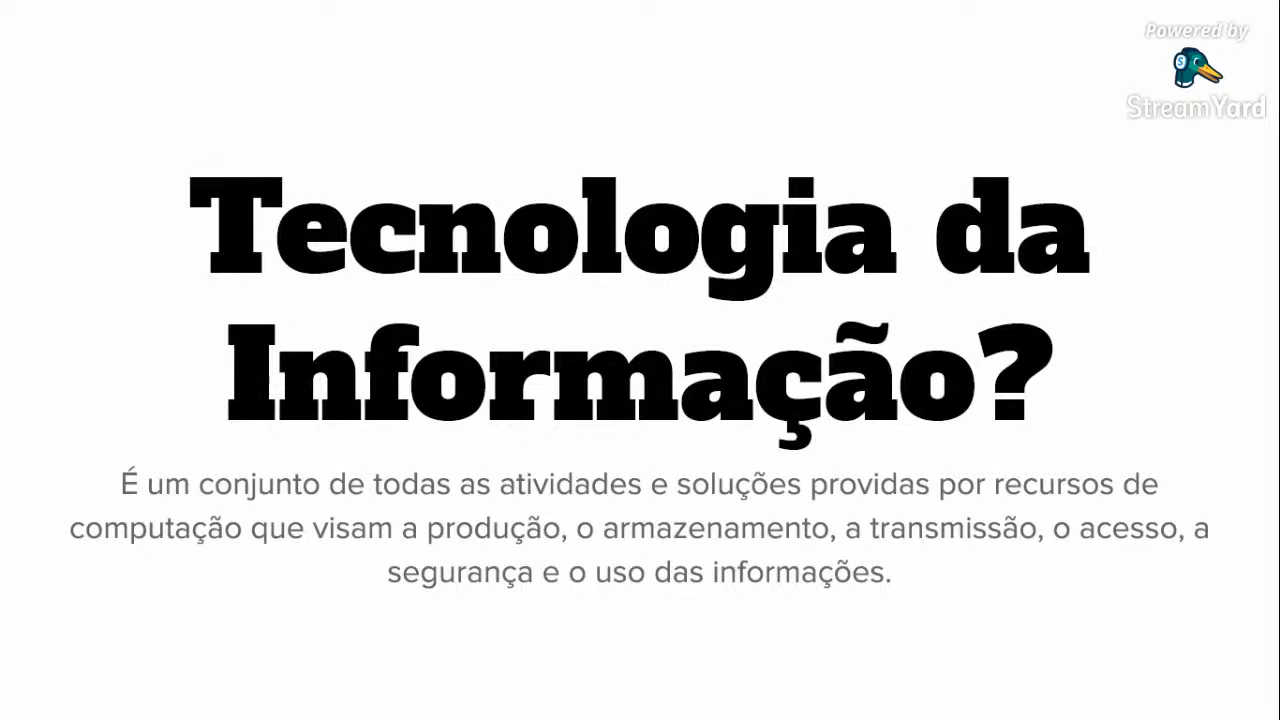 Powered by
StreamYard
Tecnologia da
Informação?
É um conjunto de todas as atividades e soluções providas por recursos de
computação que visam a produção, o armazenamento, a transmissão, o acesso, a
segurança e o uso das informações.